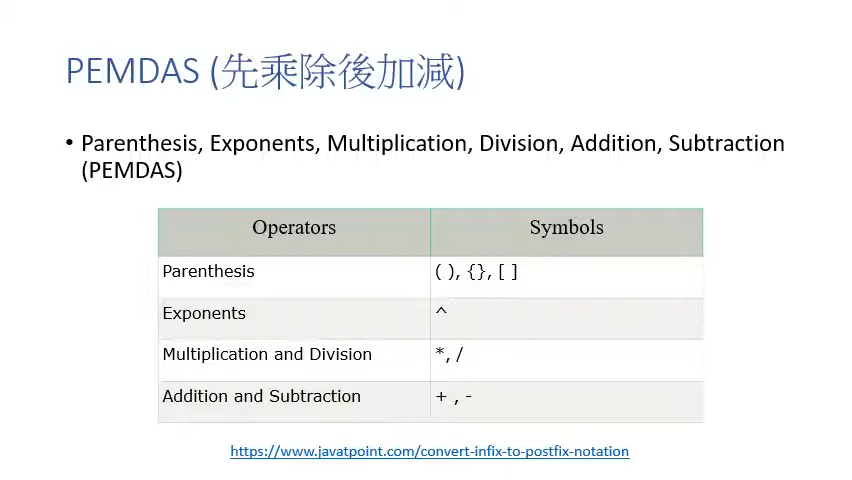 PEMDAS (先乘除後加減)
• Parenthesis, Exponents, Multiplication, Division, Addition, Subtraction
(PEMDAS)
Operators Symbols
Parenthesis ( ), {}, [ ]
Exponents ^
Multiplication and Division *, /
Addition and Subtraction + , -
https://www.javatpoint.com/convert-infix-to-postfix-notation